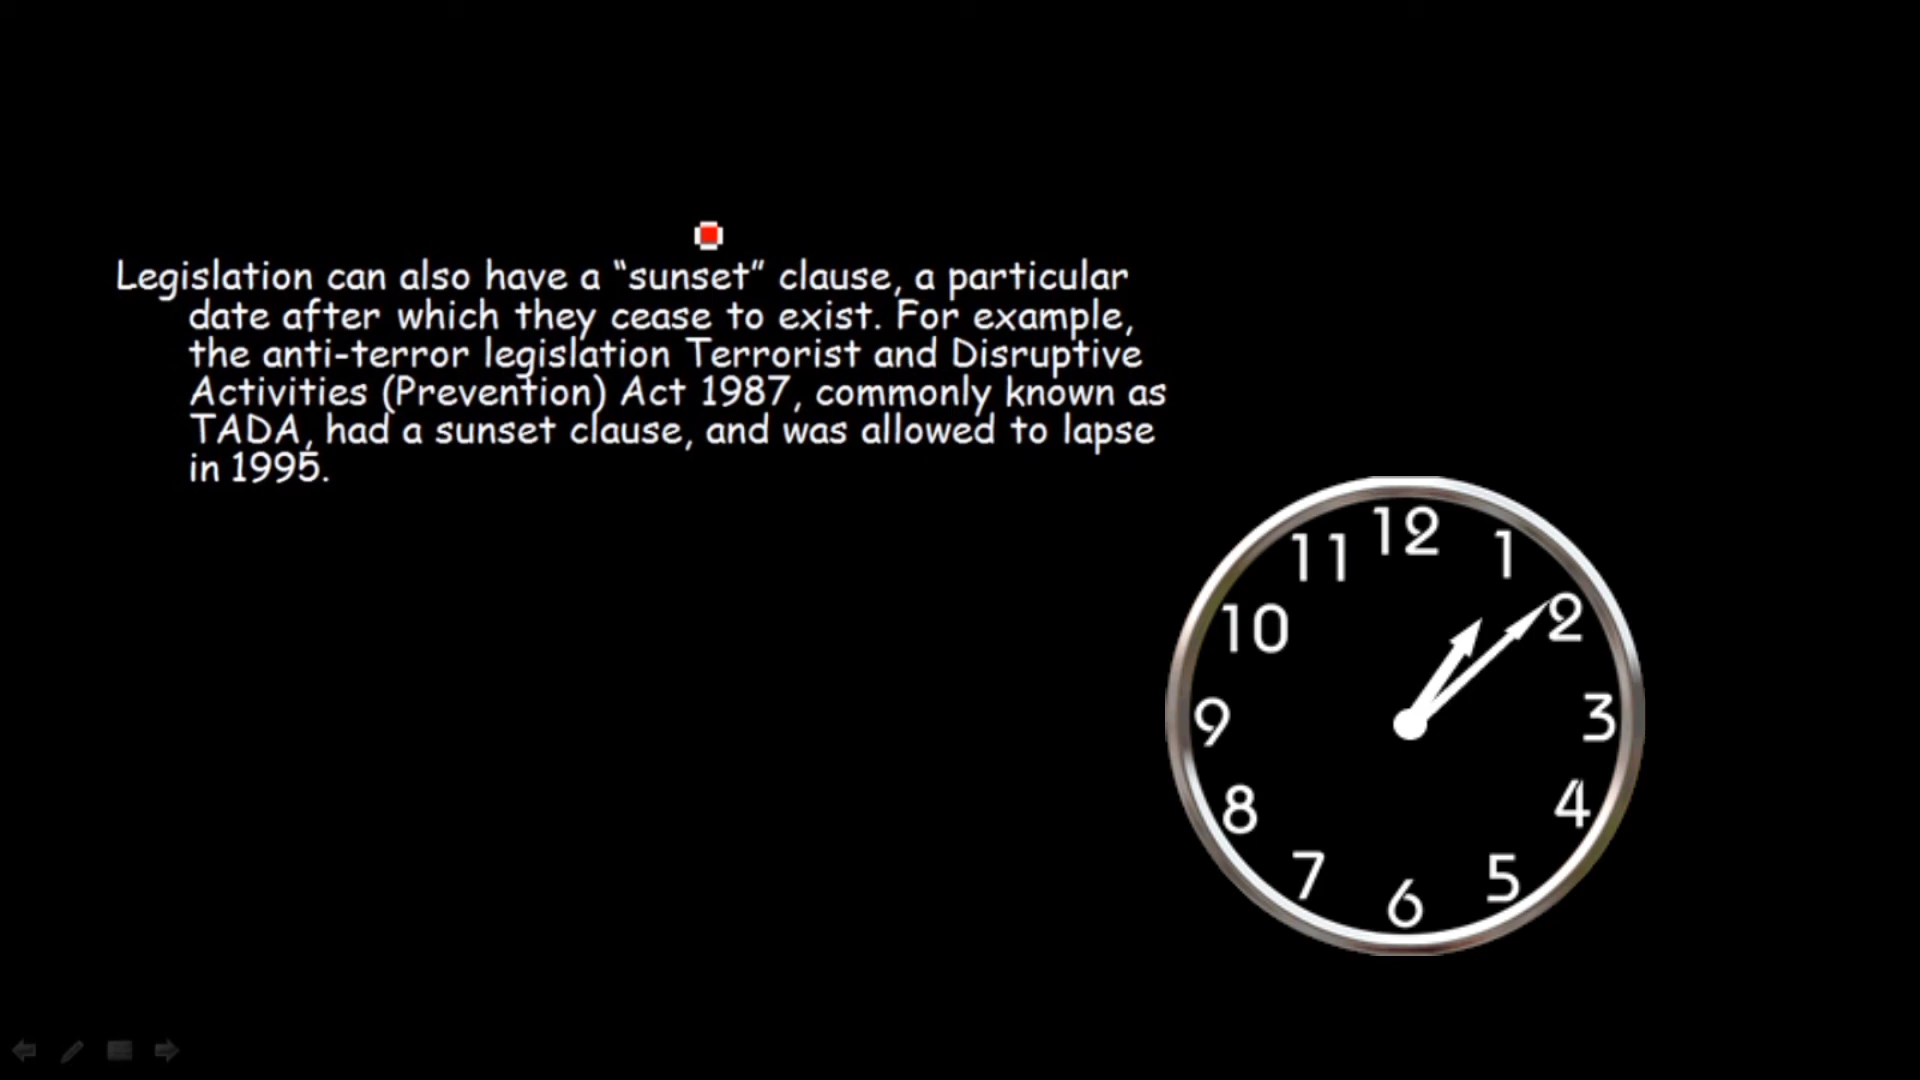 Legislation can also have a “sunset” clause, a particular
date after which they cease to exist. For example,
the anti-terror legislation Terrorist and Disruptive
Activities (Prevention) Act 1987, commonly known as
TADA, had a sunset clause, and was allowed to lapse
in 1995.
12
11 1
10 2
9 3
8 4
7 5
6